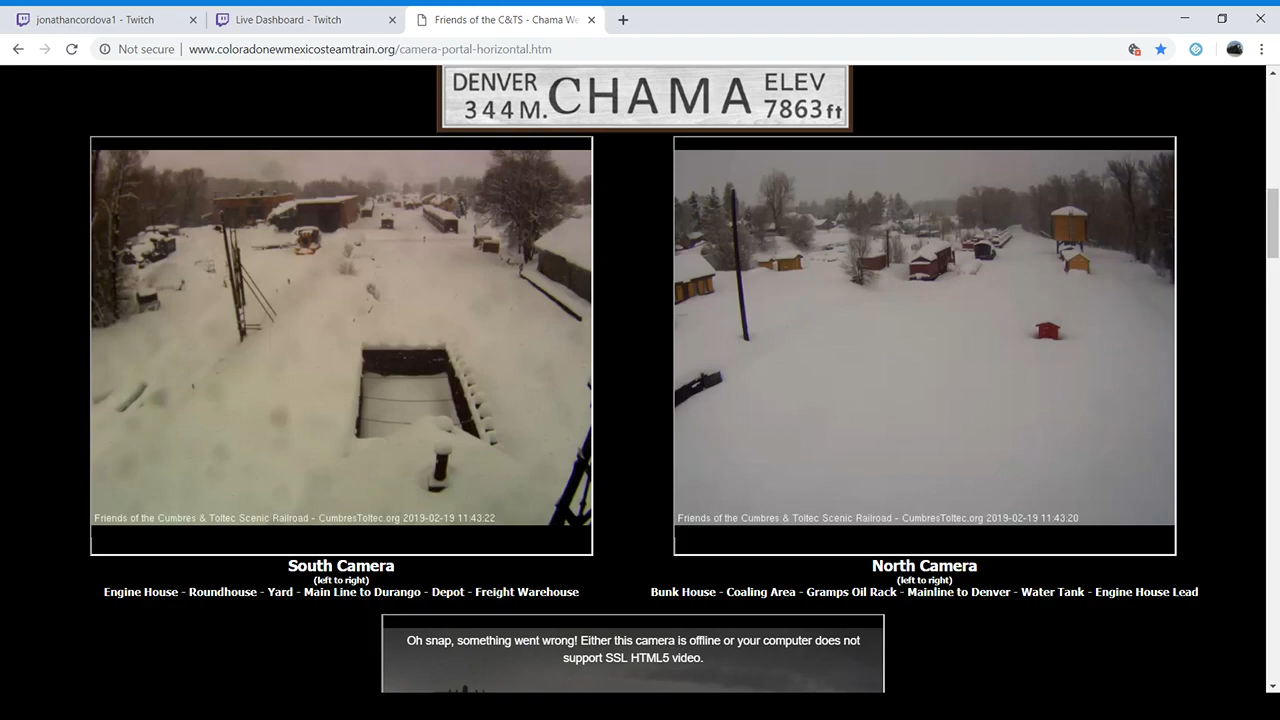 jonathancordova1 - Twitch
Live Dashboard - Twitch
Friends of the C&TS - Chama We
Not secure
www.coloradonewmexicosteamtrain.org/camera-portal-horizontal.htm
DENVER
344M.
CHAMA
ELEV
7863ft
Friends of the Cumbres & Toltec Scenic Railroad - CumbresToltec.org 2019-02-19 11:43:22
Friends of the Cumbres & Toltec Scenic Railroad - CumbresToltec.org 2019-02-19 11:43:20
South Camera
(left to right)
Engine House - Roundhouse - Yard - Main Line to Durango - Depot - Freight Warehouse
North Camera
(left to right)
Bunk House - Coaling Area - Gramps Oil Rack - Mainline to Denver - Water Tank - Engine House Lead
Oh snap, something went wrong! Either this camera is offline or your computer does not
support SSL HTML5 video.